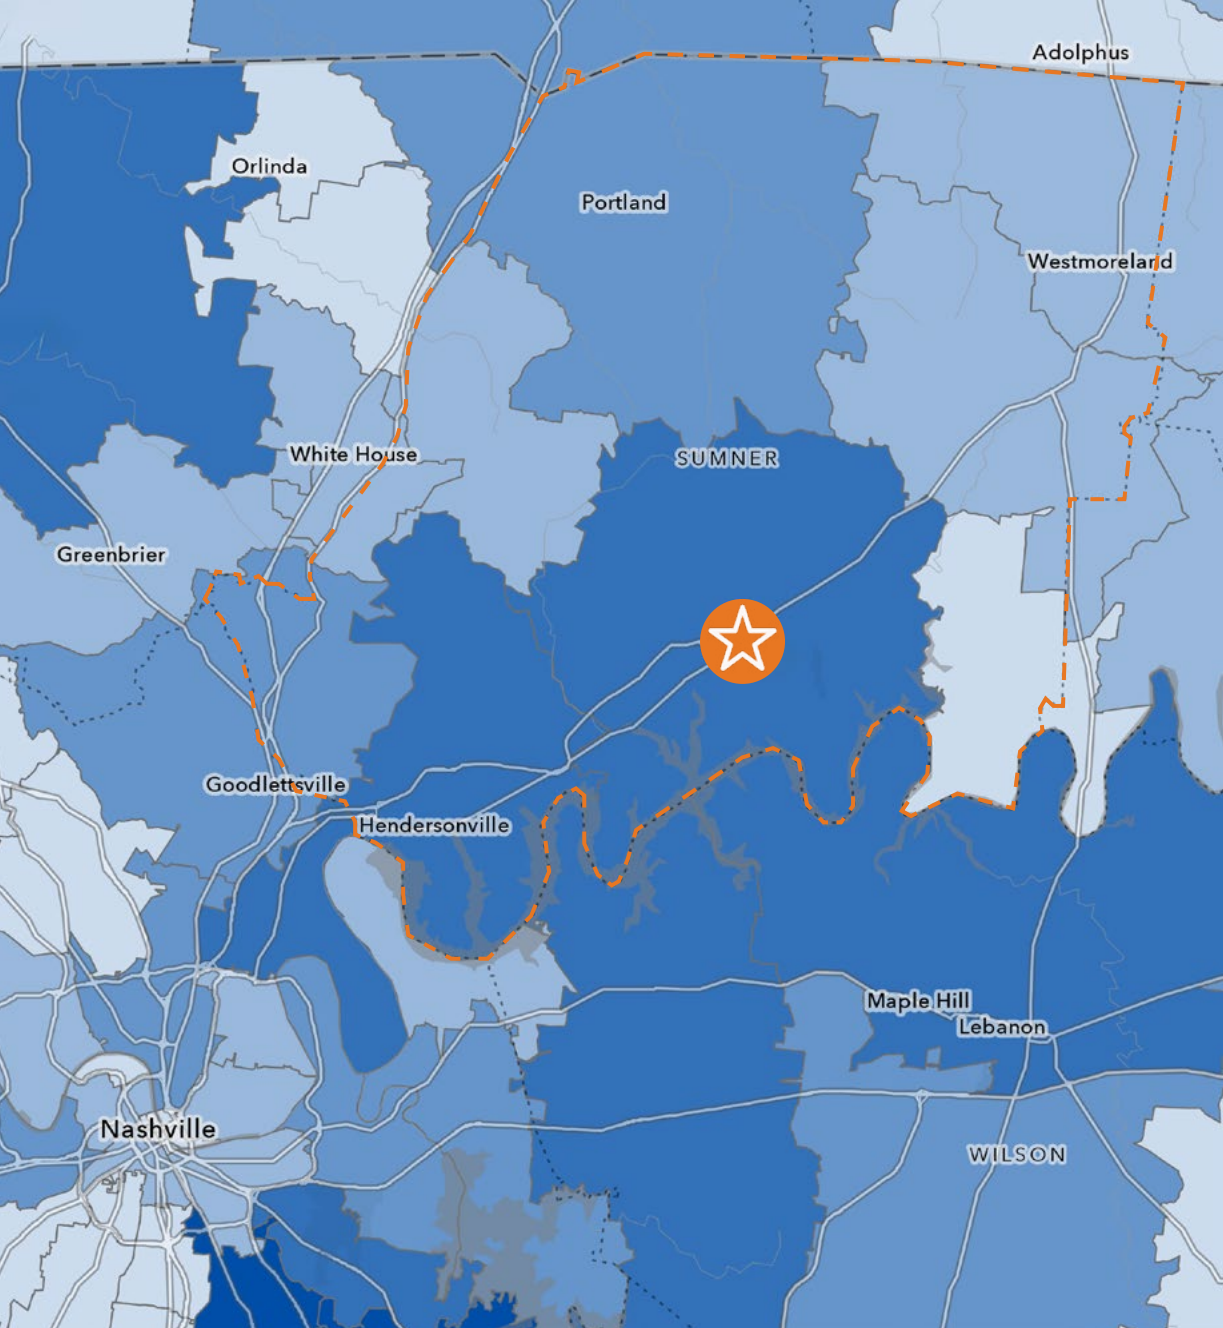 Adolphus
Orlinda
Portland
Westmoreland
White House
SUMNER
Greenbrier
Goodlettsville
Hendersonville
Maple Hill
Lebanon
Nashville
WILSON